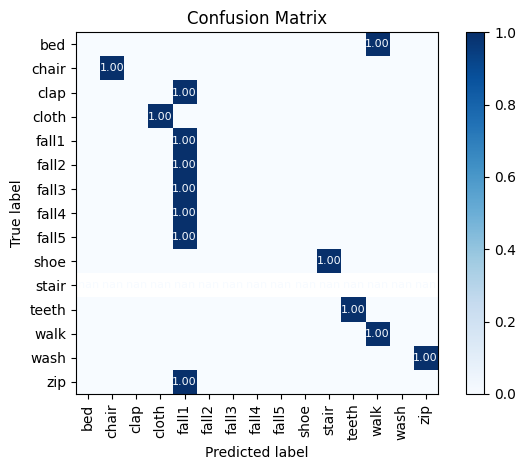 Confusion Matrix
True label
bed 1.00
chair 1.00
clap 1.00
cloth 1.00
fall1 1.00
fall2 1.00
fall3 1.00
fall4 1.00
fall5 1.00
shoe 1.00
stair
teeth 1.00
walk 1.00
wash 1.00
zip 1.00
bed chair clap cloth fall1 fall2 fall3 fall4 fall5 shoe stair teeth walk wash zip
Predicted label
1.0
0.8
0.6
0.4
0.2
0.0